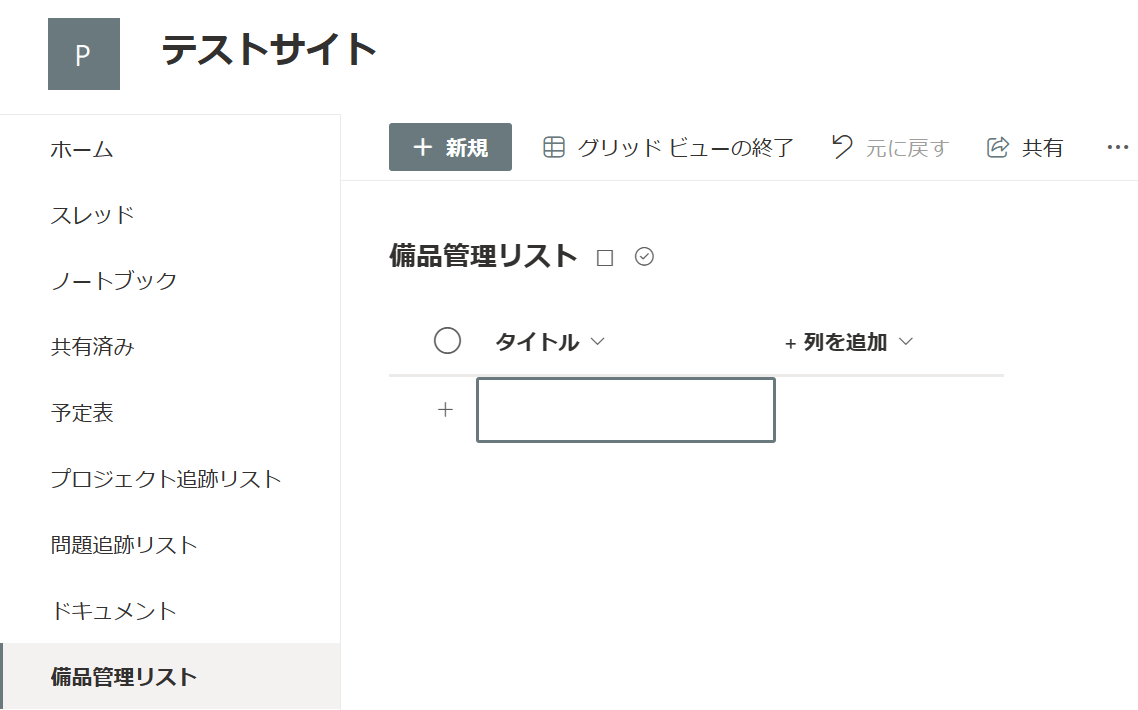 P
テストサイト
ホーム
スレッド
ノートブック
共有済み
予定表
プロジェクト追跡リスト
問題追跡リスト
ドキュメント
備品管理リスト
+ 新規
グリッド ビューの終了
元に戻す
共有
備品管理リスト
タイトル
+ 列を追加